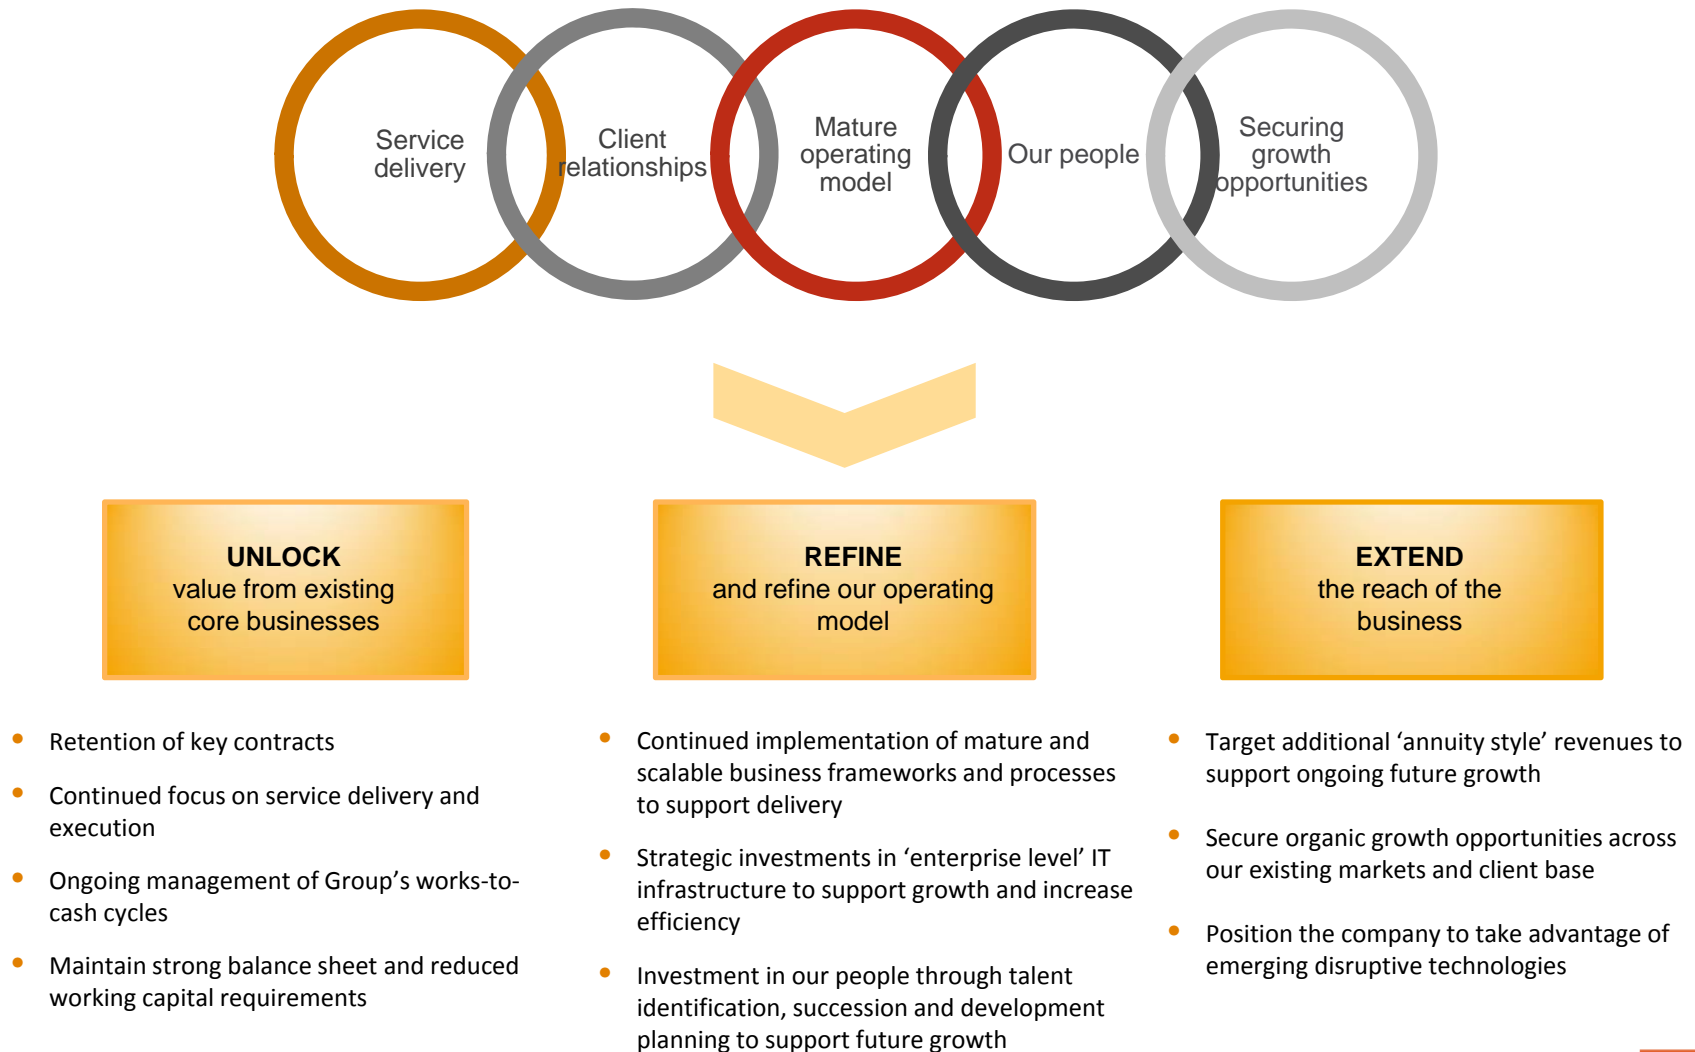 Service
delivery
Client
relationships
Mature
operating
model
Our people
Securing
growth
opportunities
UNLOCK
value from existing
core businesses
REFINE
and refine our operating
model
EXTEND
the reach of the
business
• Retention of key contracts
• Continued focus on service delivery and
execution
• Ongoing management of Group’s works-to-
cash cycles
• Maintain strong balance sheet and reduced
working capital requirements
• Continued implementation of mature and
scalable business frameworks and processes
to support delivery
• Strategic investments in ‘enterprise level’ IT
infrastructure to support growth and increase
efficiency
• Investment in our people through talent
identification, succession and development
planning to support future growth
• Target additional ‘annuity style’ revenues to
support ongoing future growth
• Secure organic growth opportunities across
our existing markets and client base
• Position the company to take advantage of
emerging disruptive technologies